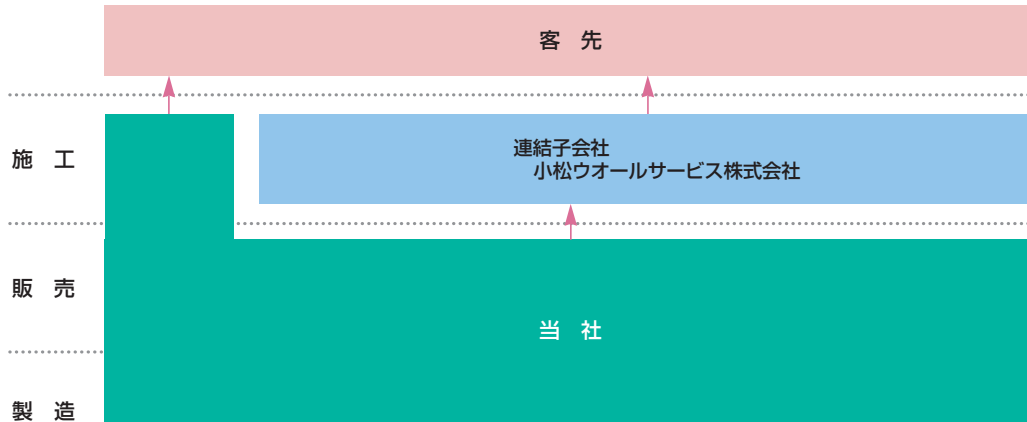 客 先
施 工
連結子会社
小松ウオールサービス株式会社
販 売
当 社
製 造